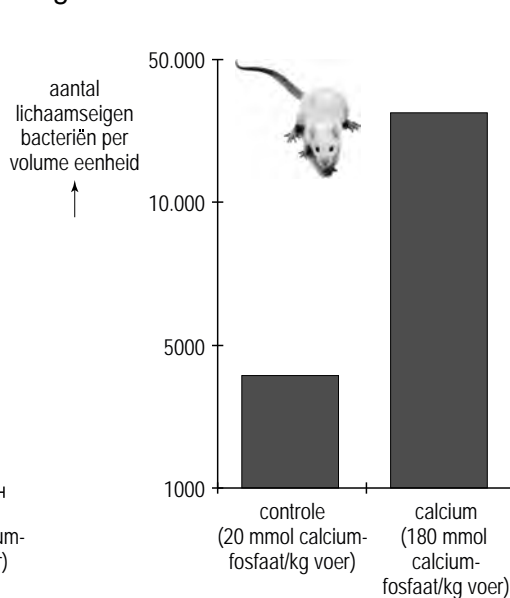 50.000
aantal
lichaamseigen
bacteriën per
volume eenheid
10.000
5000
1000
controle
(20 mmol calcium-
fosfaat/kg voer)
calcium
(180 mmol
calcium-
fosfaat/kg voer)